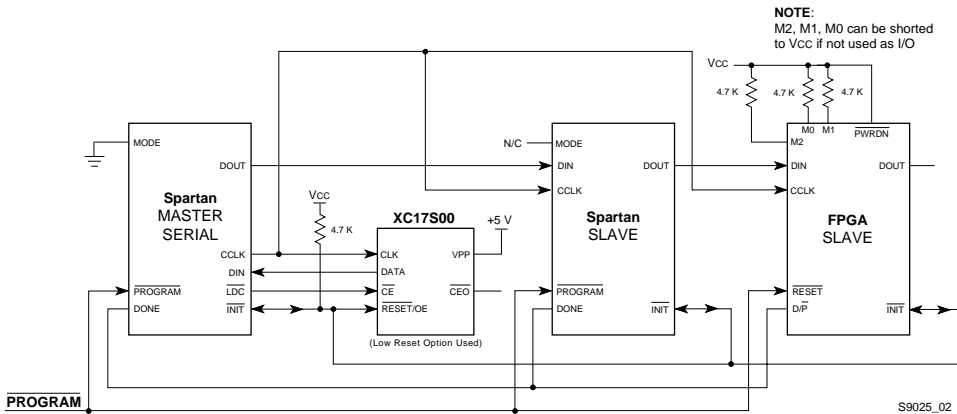 NOTE:
M2, M1, M0 can be shorted
to VCC if not used as I/O
VCC
4.7 K
4.7 K
4.7 K
M0
M1
PWRDN
M2
MODE
DOUT
Spartan
MASTER
SERIAL
CCLK
DIN
PROGRAM
LDC
DONE
INIT
VCC
4.7 K
XC17S00
+5 V
CLK
VPP
DATA
CE
CEO
RESET/OE
(Low Reset Option Used)
N/C
MODE
DIN
DOUT
CCLK
Spartan
SLAVE
PROGRAM
DONE
INIT
DIN
DOUT
CCLK
FPGA
SLAVE
RESET
D/P
INIT
PROGRAM
S9025_02